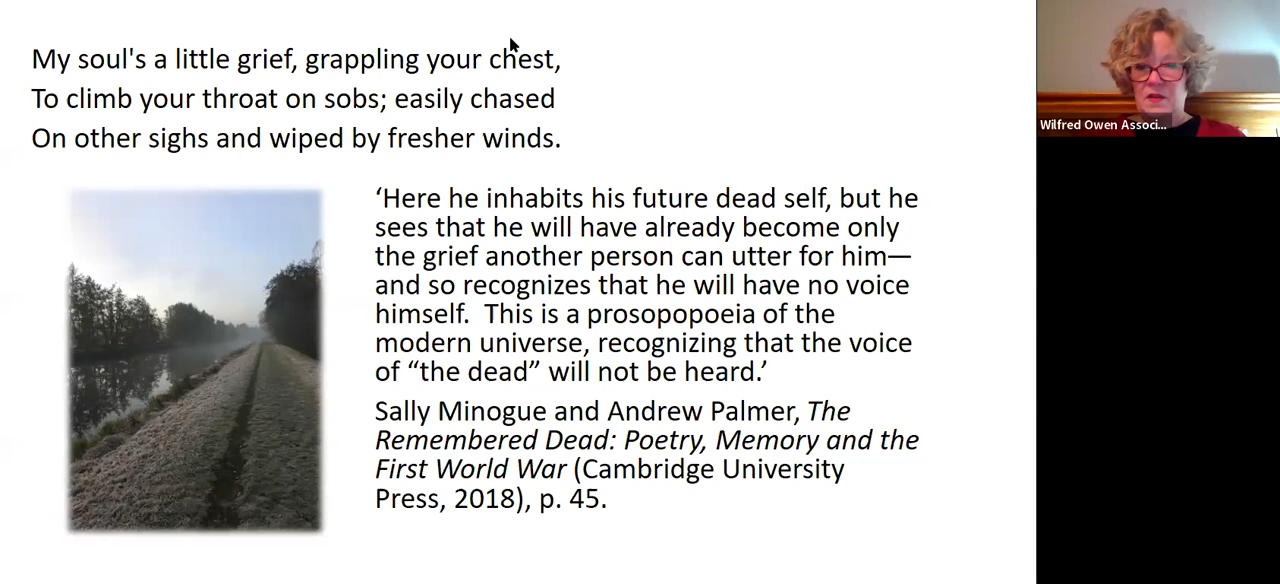 My soul's a little grief, grappling your chest,
To climb your throat on sobs; easily chased
On other sighs and wiped by fresher winds.
Wilfred Owen Associ...
‘Here he inhabits his future dead self, but he
sees that he will have already become only
the grief another person can utter for him—
and so recognizes that he will have no voice
himself.  This is a prosopopoeia of the
modern universe, recognizing that the voice
of “the dead” will not be heard.’
Sally Minogue and Andrew Palmer, The
Remembered Dead: Poetry, Memory and the
First World War (Cambridge University
Press, 2018), p. 45.